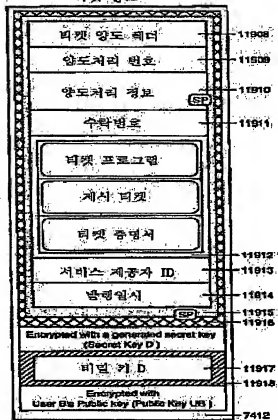 티켓 양도 헤더
11908
양도처리 번호
11909
양도처리 정보
SP
11910
수탁번호
11911
티켓 프로그램
제시 티켓
티켓 증명서
11912
서비스 제공자 ID
11913
발행일시
11914
SP
11915
11916
Encrypted with a generated secret key
(Secret Key D)
비밀 키 D
11917
11918
Encrypted with
User B's Public key (Public Key UB)
7412